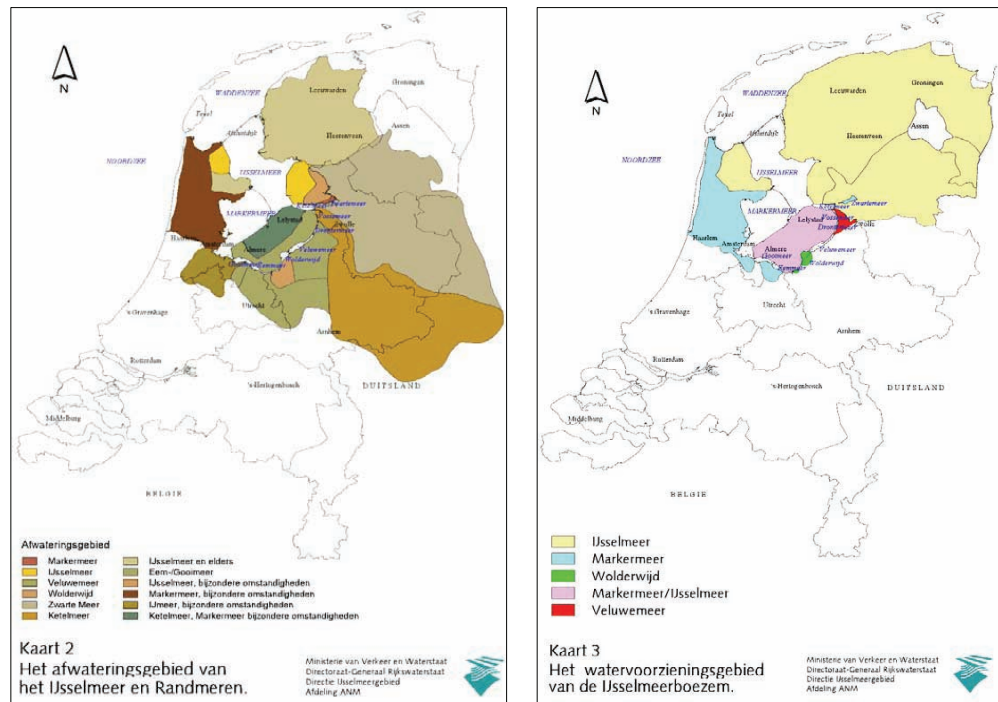 N
Groningen
WADDENZEE
Leeuwarden
Texel
Assen
Afsluitdijk
Heerenveen
NOORDZEE
IJSSELMEER
Zwartemeer
MARKERMEER
Lelystad
Zwolle
Haarlem
Veluwemeer
Almere
Wolderwijd
Utrecht
's Gravenhage
Arnhem
Rotterdam
's-Hertogenbosch
DUITSLAND
Middelburg
BELGIE
Afwateringsgebied
Markermeer
IJsselmeer
Veluwemeer
Wolderwijd
Zwarte Meer
Ketelmeer
IJsselmeer en elders
Eem-/Gooimeer
IJsselmeer, bijzondere omstandigheden
Markermeer, bijzondere omstandigheden
IJmeer, bijzondere omstandigheden
Ketelmeer, Markermeer bijzondere omstandigheden
Kaart 2
Het afwateringsgebied van
het IJsselmeer en Randmeren.
Ministerie van Verkeer en Waterstaat
Directoraat-Generaal Rijkswaterstaat
Directie IJsselmeergebied
Afdeling ANM
N
Groningen
WADDENZEE
Leeuwarden
Texel
Assen
Afsluitdijk
Heerenveen
NOORDZEE
IJSSELMEER
Zwartemeer
MARKERMEER
Lelystad
Vossemeer
Drontermeer
Zwolle
Haarlem
Amsterdam
Almere
Veluwemeer
Gooimeer
Wolderwijd
Eemmeer
Utrecht
's Gravenhage
Arnhem
Rotterdam
's-Hertogenbosch
DUITSLAND
Middelburg
BELGIE
IJsselmeer
Markermeer
Wolderwijd
Markermeer/IJsselmeer
Veluwemeer
Kaart 3
Het watervoorzieningsgebied
van de IJsselmeerboezem.
Ministerie van Verkeer en Waterstaat
Directoraat-Generaal Rijkswaterstaat
Directie IJsselmeergebied
Afdeling ANM